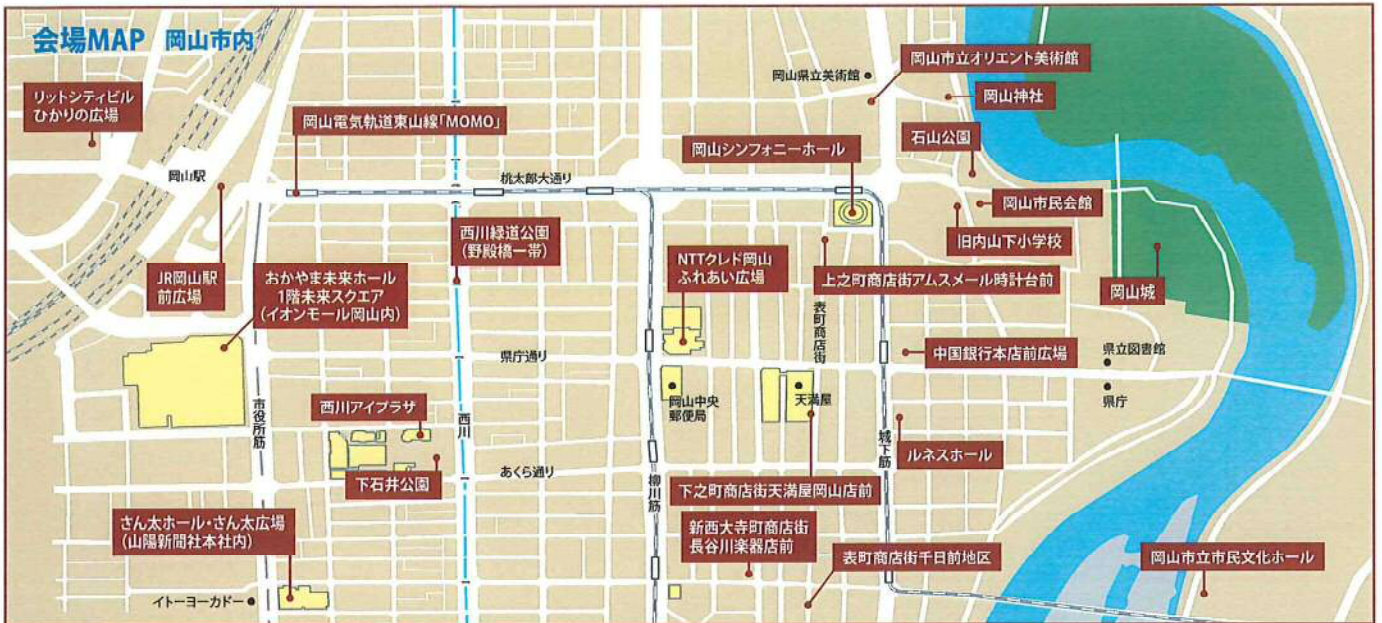 会場MAP 岡山市内
リットシティビル
ひかりの広場
岡山電気軌道東山線「MOMO」
岡山県立美術館
岡山市立オリエント美術館
岡山神社
岡山シンフォニーホール
石山公園
岡山駅
桃太郎大通り
岡山市民会館
旧内山下小学校
JR岡山駅
前広場
おかやま未来ホール
1階未来スクエア
(イオンモール岡山内)
西川緑道公園
(野殿橋一帯)
NTTクレド岡山
ふれあい広場
上之町商店街アムスメール時計台前
岡山城
表町商店街
県庁通り
中国銀行本店前広場
県立図書館
県庁
岡山中央
郵便局
天満屋
市役所筋
西川アイプラザ
西川
下石井公園
あくら通り
柳川筋
城下筋
ルネスホール
下之町商店街天満屋岡山店前
さん太ホール・さん太広場
(山陽新聞社本社内)
新西大寺町商店街
長谷川楽器店前
表町商店街千日前地区
岡山市立市民文化ホール
イトーヨーカドー